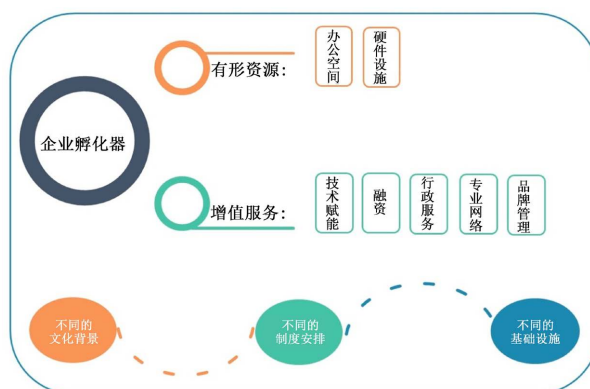 企业孵化器
有形资源：
办公空间
硬件设施
增值服务：
技术赋能
融资
行政服务
专业网络
品牌管理
不同的
文化背景
不同的
制度安排
不同的
基础设施